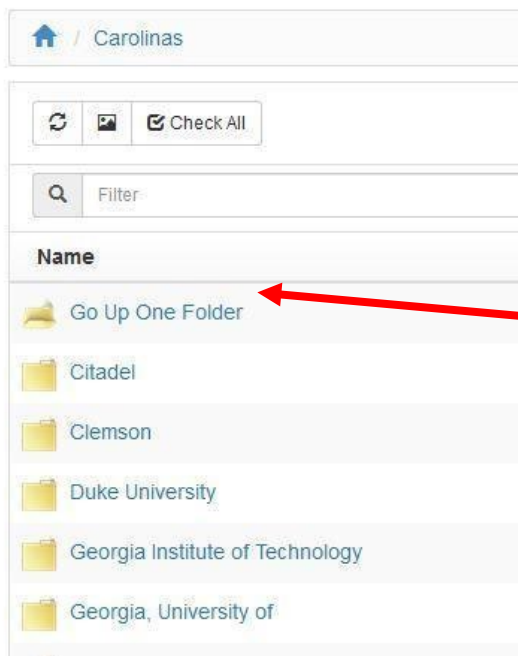 / Carolinas
Check All
Filter
Name
Go Up One Folder
Citadel
Clemson
Duke University
Georgia Institute of Technology
Georgia, University of